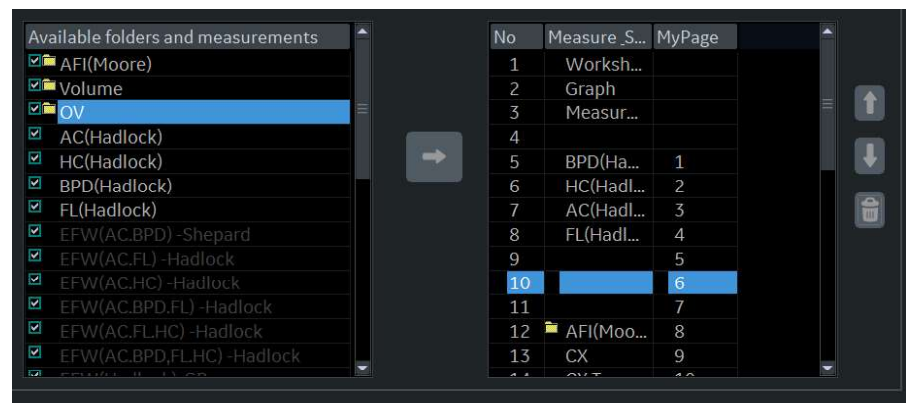 Available folders and measurements
AFI(Moore)
Volume
OV
AC(Hadlock)
HC(Hadlock)
BPD(Hadlock)
FL(Hadlock)
EFW(AC.BPD) -Shepard
EFW(AC.FL) -Hadlock
EFW(AC.HC) -Hadlock
EFW(AC.BPD.FL) -Hadlock
EFW(AC.FL.HC) -Hadlock
EFW(AC.BPD,FL.HC) -Hadlock
No Measure_S... MyPage
1 Worksh...
2 Graph
3 Measur...
4
5 BPD(Ha... 1
6 HC(Hadl... 2
7 AC(Hadl... 3
8 FL(Hadl... 4
9 5
10 6
11 7
12 AFI(Moo... 8
13 CX 9